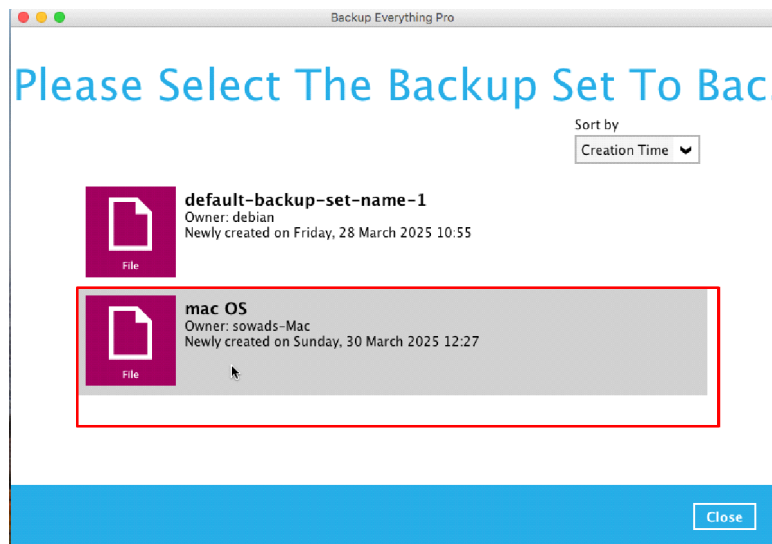 Backup Everything Pro
Please Select The Backup Set To Bac
Sort by
Creation Time
default-backup-set-name-1
Owner: debian
Newly created on Friday, 28 March 2025 10:55
File
mac OS
Owner: sowads-Mac
Newly created on Sunday, 30 March 2025 12:27
File
Close